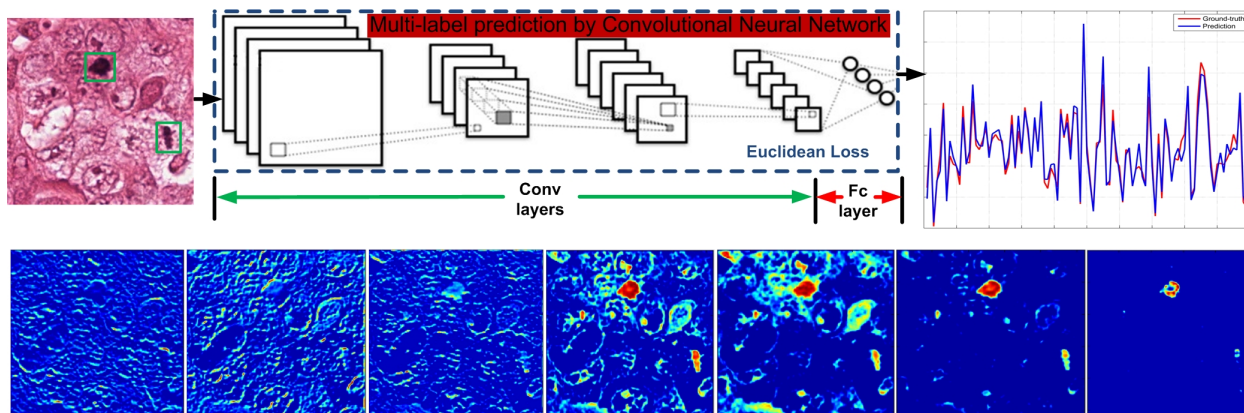 Multi-label prediction by Convolutional Neural Network
Ground-truth
Prediction
Euclidean Loss
Conv
layers
Fc
layer